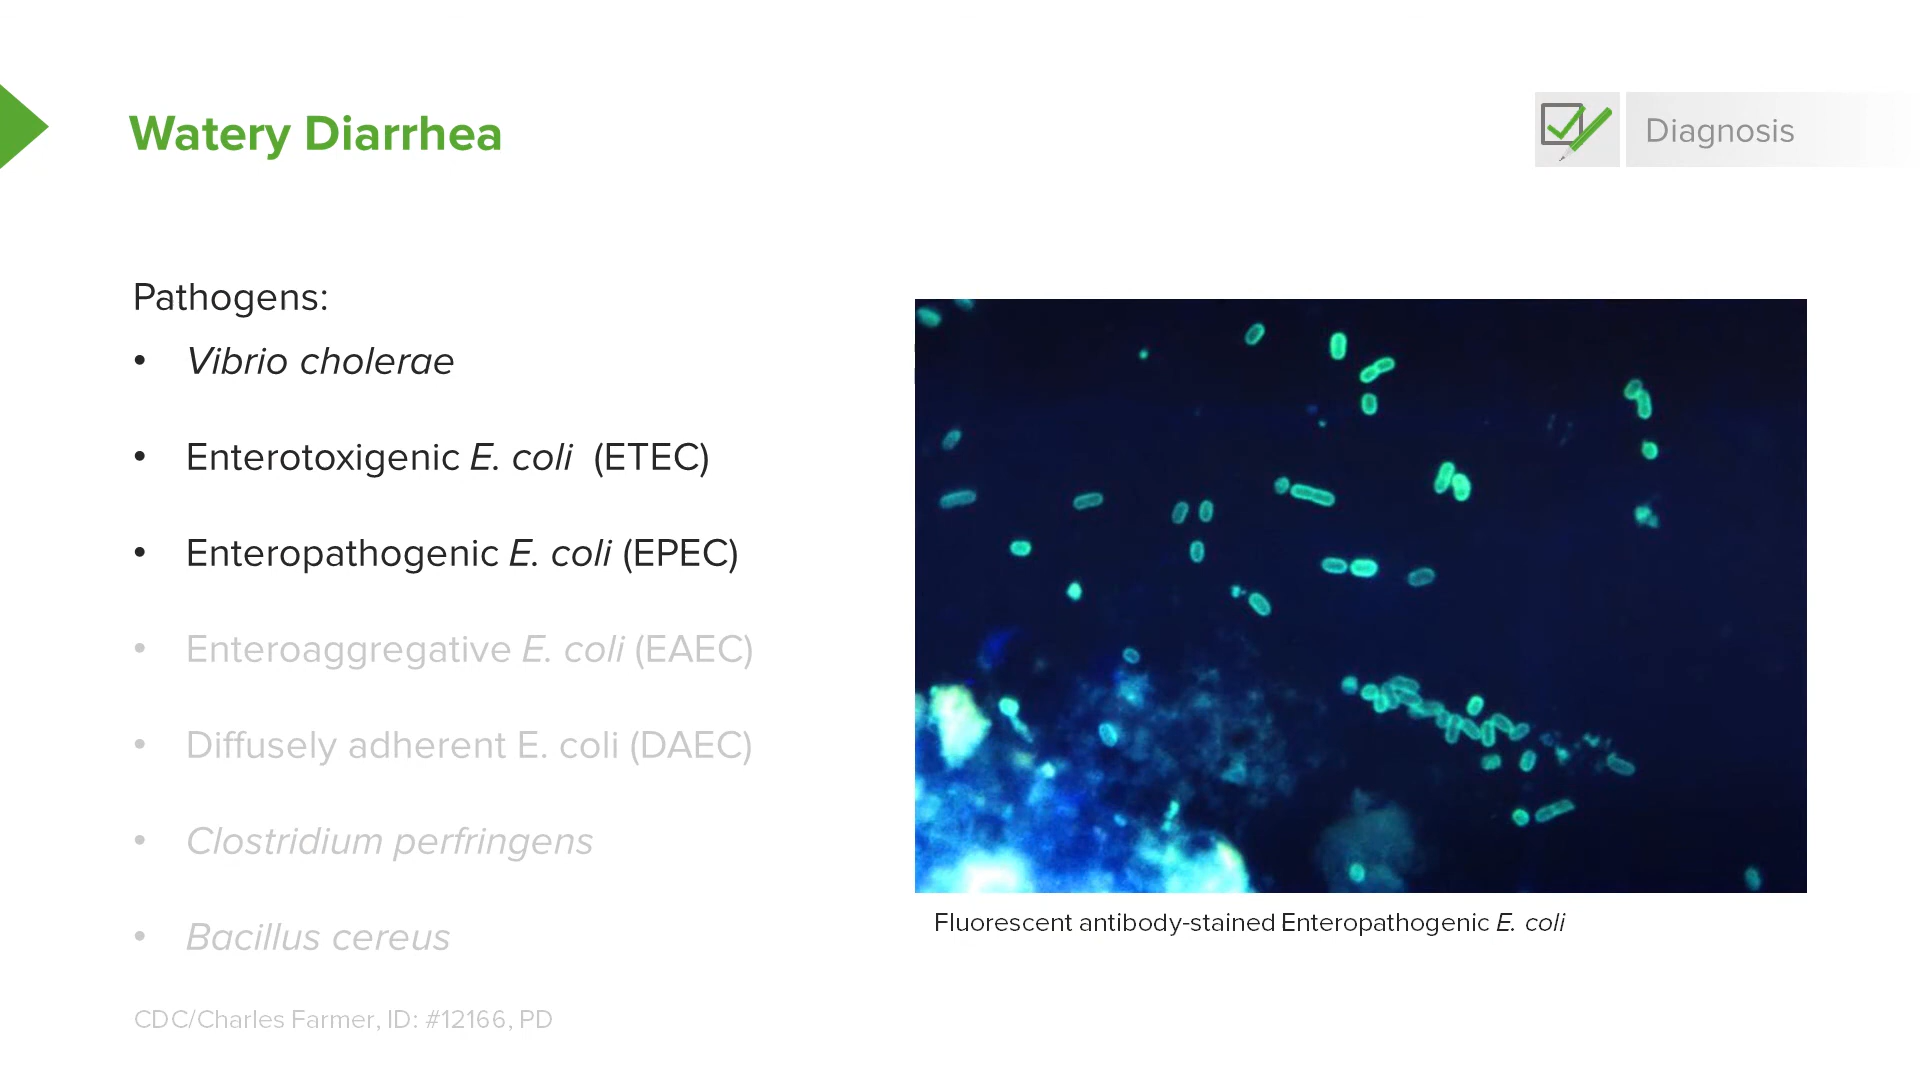 Watery Diarrhea
Diagnosis
Pathogens:
• Vibrio cholerae
• Enterotoxigenic E. coli (ETEC)
• Enteropathogenic E. coli (EPEC)
• Enteroaggregative E. coli (EAEC)
• Diffusely adherent E. coli (DAEC)
• Clostridium perfringens
• Bacillus cereus
Fluorescent antibody-stained Enteropathogenic E. coli
CDC/Charles Farmer, ID: #12166, PD